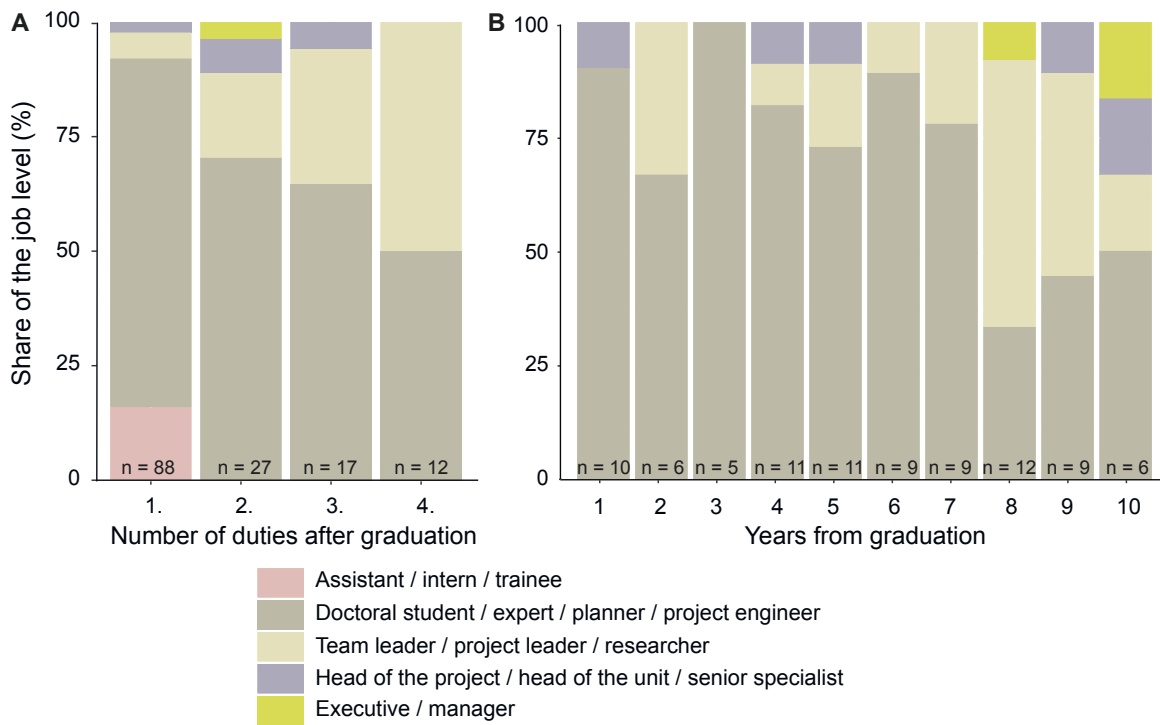 A
B
Share of the job level (%)
100
75
50
25
0
n = 88
n = 27
n = 17
n = 12
1.
2.
3.
4.
Number of duties after graduation
100
75
50
25
0
n = 10
n = 6
n = 5
n = 11
n = 11
n = 9
n = 9
n = 12
n = 9
n = 6
1
2
3
4
5
6
7
8
9
10
Years from graduation
Assistant / intern / trainee
Doctoral student / expert / planner / project engineer
Team leader / project leader / researcher
Head of the project / head of the unit / senior specialist
Executive / manager